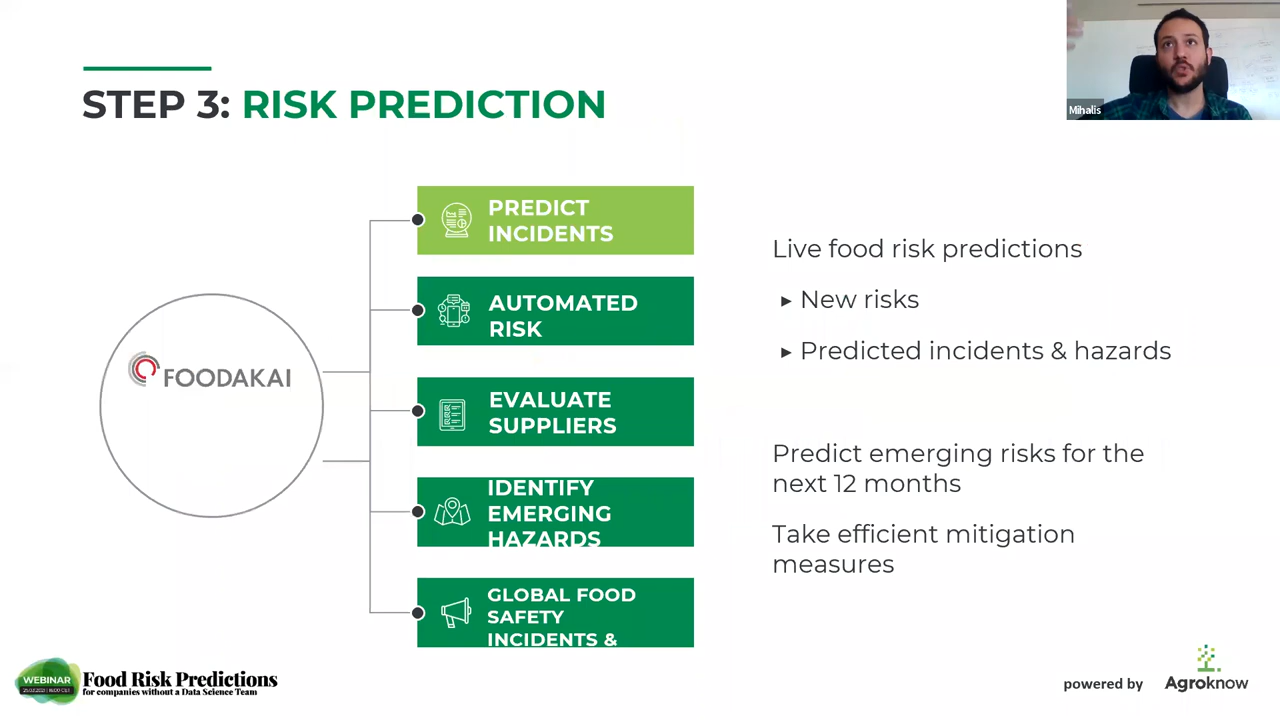 Mihalis
STEP 3: RISK PREDICTION
FOODAKAI
PREDICT
INCIDENTS
AUTOMATED
RISK
EVALUATE
SUPPLIERS
IDENTIFY
EMERGING
HAZARDS
GLOBAL FOOD
SAFETY
INCIDENTS &
Live food risk predictions
▸ New risks
▸ Predicted incidents & hazards
Predict emerging risks for the
next 12 months
Take efficient mitigation
measures
WEBINAR
Food Risk Predictions
for companies without a Data Science Team
powered by
Agroknow